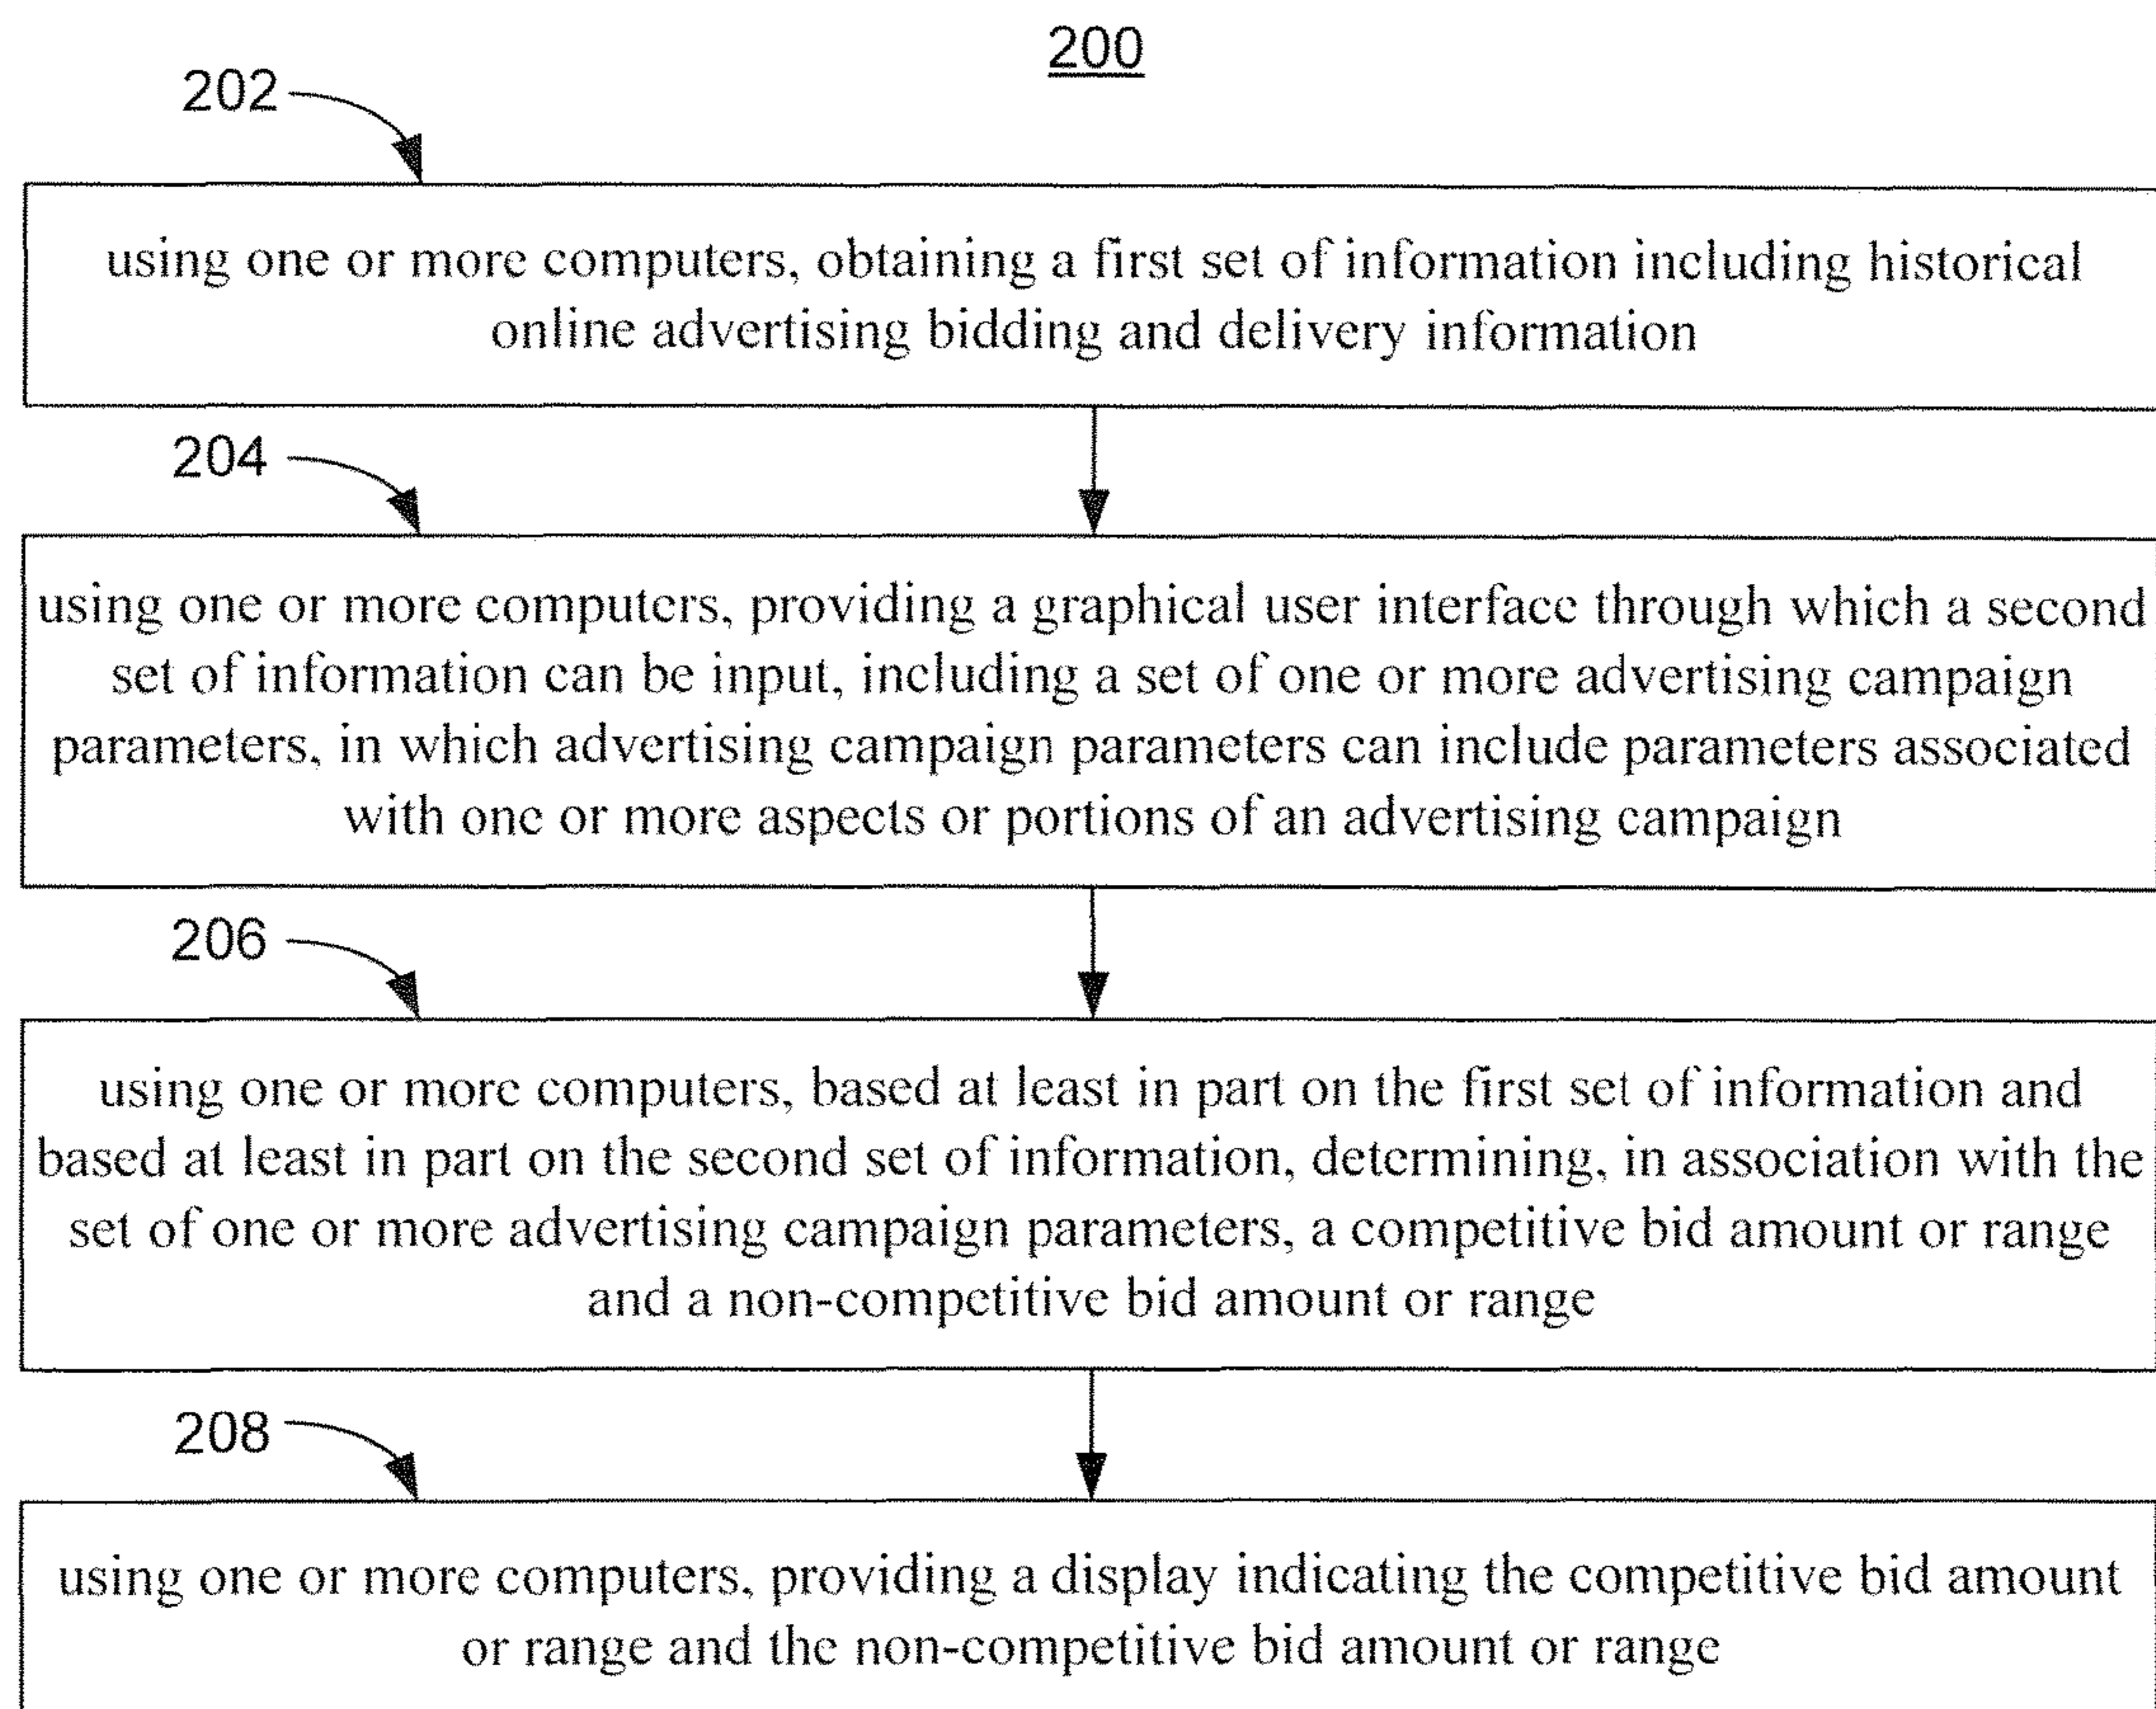 200
202
using one or more computers, obtaining a first set of information including historical
online advertising bidding and delivery information
204
using one or more computers, providing a graphical user interface through which a second
set of information can be input, including a set of one or more advertising campaign
parameters, in which advertising campaign parameters can include parameters associated
with one or more aspects or portions of an advertising campaign
206
using one or more computers, based at least in part on the first set of information and
based at least in part on the second set of information, determining, in association with the
set of one or more advertising campaign parameters, a competitive bid amount or range
and a non-competitive bid amount or range
208
using one or more computers, providing a display indicating the competitive bid amount
or range and the non-competitive bid amount or range